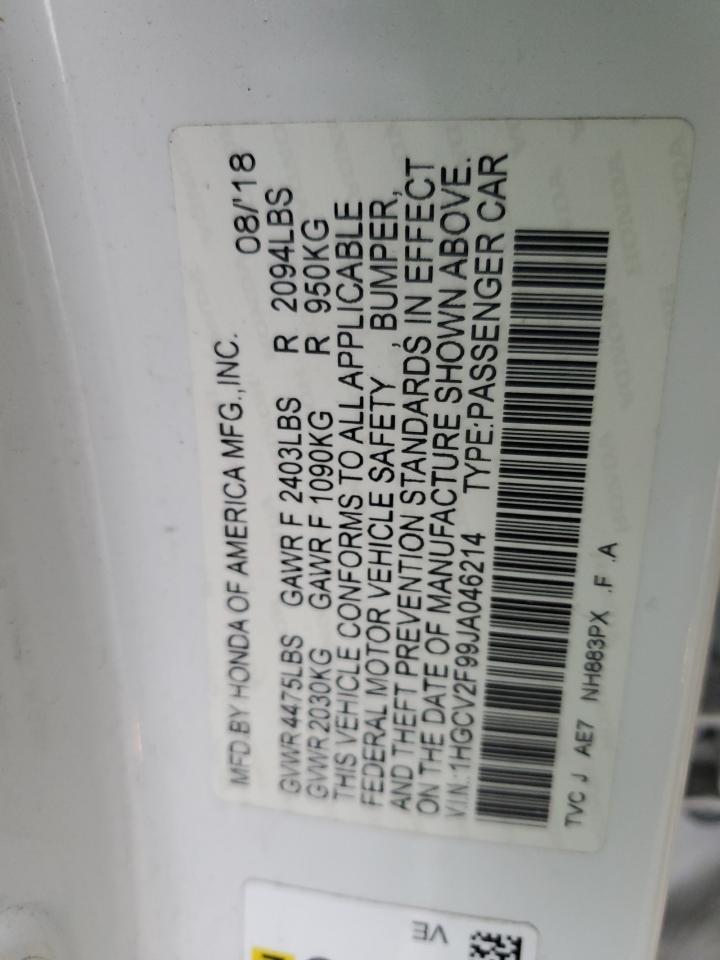 MFD.BY HONDA OF AMERICA MFG.,INC. 08/'18
GVWR 4475LBS GAWR F 2403LBS R 2094LBS
GVWR 2030KG GAWR F 1090KG R 950KG
THIS VEHICLE CONFORMS TO ALL APPLICABLE
FEDERAL MOTOR VEHICLE SAFETY , BUMPER,
AND THEFT PREVENTION STANDARDS IN EFFECT
ON THE DATE OF MANUFACTURE SHOWN ABOVE.
V.I.N.:1HGCV2F99JA046214 TYPE:PASSENGER CAR
TVC J AE7 NH883PX .F .A
VE